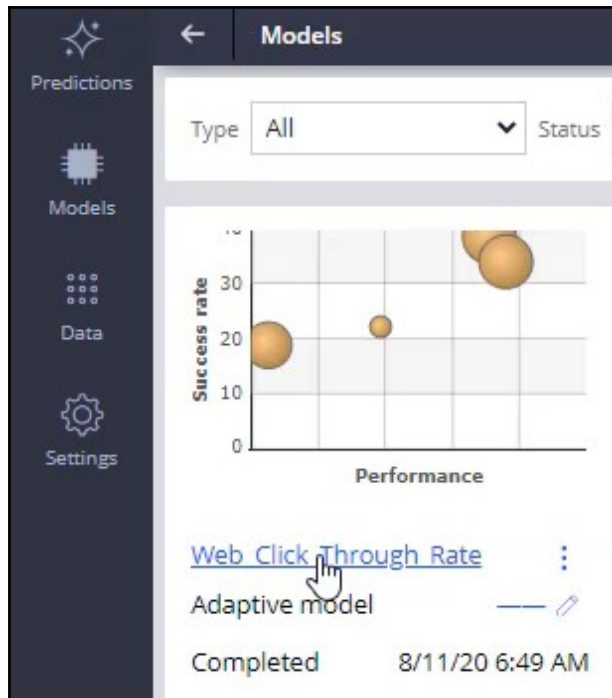 Models
Predictions
Type All Status
Models
30
Success rate
20
Data
10
0
Settings
Performance
Web Click Through Rate
Adaptive model
Completed 8/11/20 6:49 AM